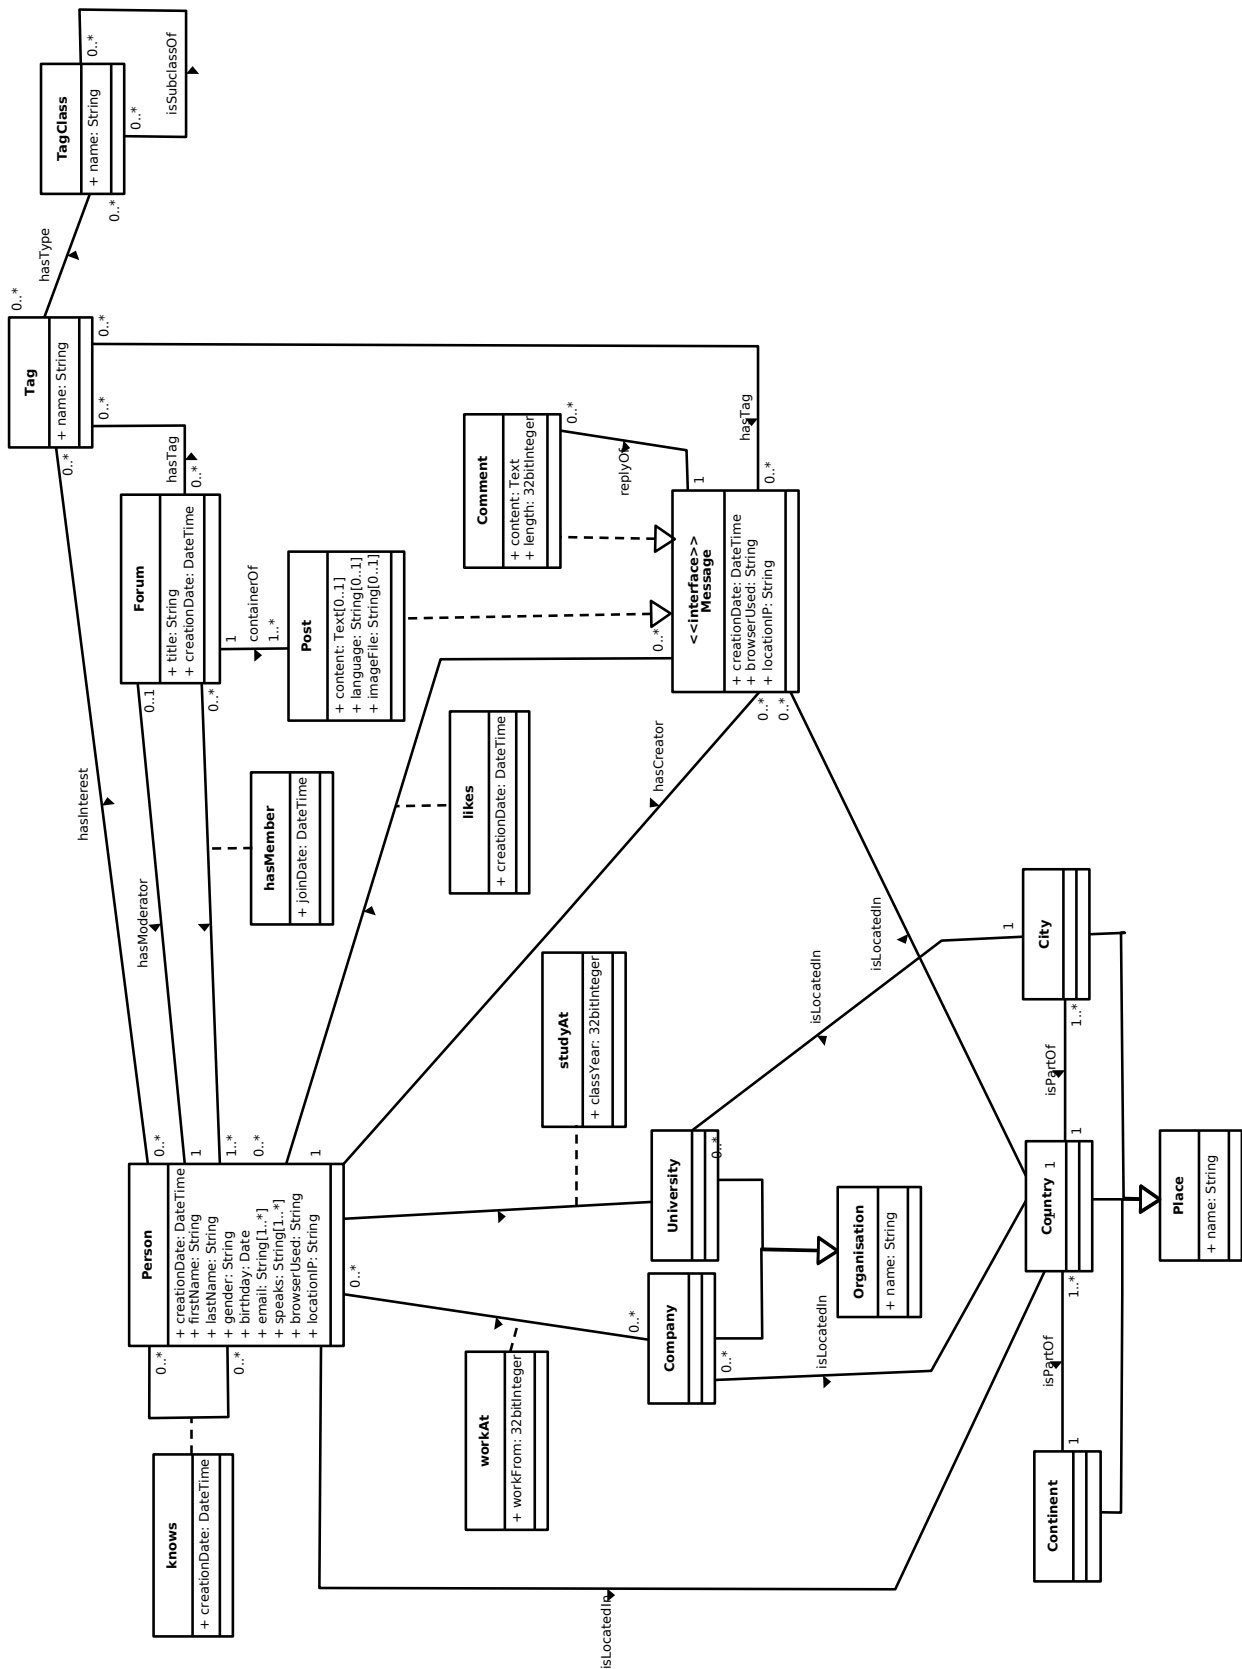 TagClass
+ name: String
0..*
0..*
isSubclassOf
0..*
hasType
0..*
Tag
+ name: String
0..*
0..*
0..*
hasTag
0..*
Forum
+ title: String
+ creationDate: DateTime
0..1
0..*
1
containerOf
1..*
Post
+ content: Text[0..1]
+ language: String[0..1]
+ imageFile: String[0..1]
Comment
+ content: Text
+ length: 32bitInteger
0..*
replyOf
1
hasTag
0..*
<<interface>>
Message
+ creationDate: DateTime
+ browserUsed: String
+ locationIP: String
0..*
0..*
0..*
hasInterest
hasModerator
hasMember
+ joinDate: DateTime
likes
+ creationDate: DateTime
hasCreator
isLocatedIn
isLocatedIn
studyAt
+ classYear: 32bitInteger
0..*
1
1..*
0..*
1
Person
+ creationDate: DateTime
+ firstName: String
+ lastName: String
+ gender: String
+ birthday: Date
+ email: String[1..*]
+ speaks: String[1..*]
+ browserUsed: String
+ locationIP: String
0..*
0..*
0..*
knows
+ creationDate: DateTime
workAt
+ workFrom: 32bitInteger
0..*
Company
0..*
isLocatedIn
University
0..*
Organisation
+ name: String
1
City
1..*
isPartOf
1
Country
1
1
1..*
isPartOf
1
Continent
Place
+ name: String
isLocatedIn